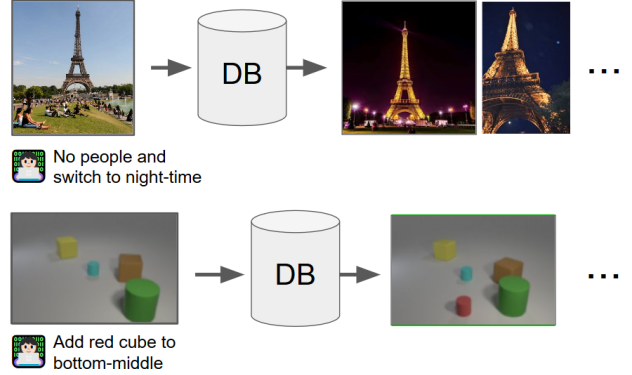 DB
...
No people and
switch to night-time
DB
...
Add red cube to
bottom-middle